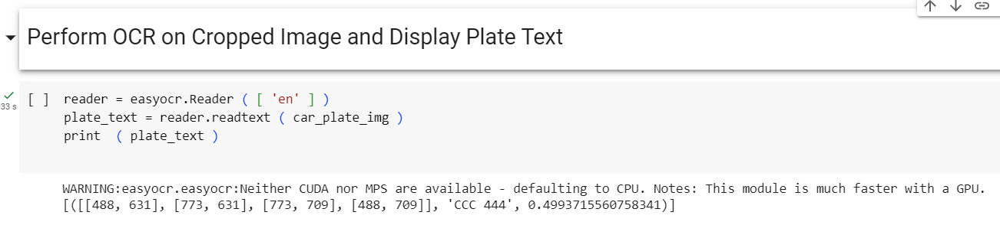 Perform OCR on Cropped Image and Display Plate Text
33 s
[ ] reader = easyocr.Reader ( [ 'en' ] )
plate_text = reader.readtext ( car_plate_img )
print  ( plate_text )
WARNING:easyocr.easyocr:Neither CUDA nor MPS are available - defaulting to CPU. Notes: This module is much faster with a GPU.
[([[488, 631], [773, 631], [773, 709], [488, 709]], 'CCC 444', 0.4993715560758341)]